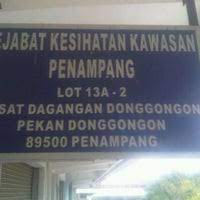 EJABAT KESIHATAN KAWASAN
PENAMPANG
LOT 13A - 2
SAT DAGANGAN DONGGONGON
PEKAN DONGGONGON
89500 PENAMPANG